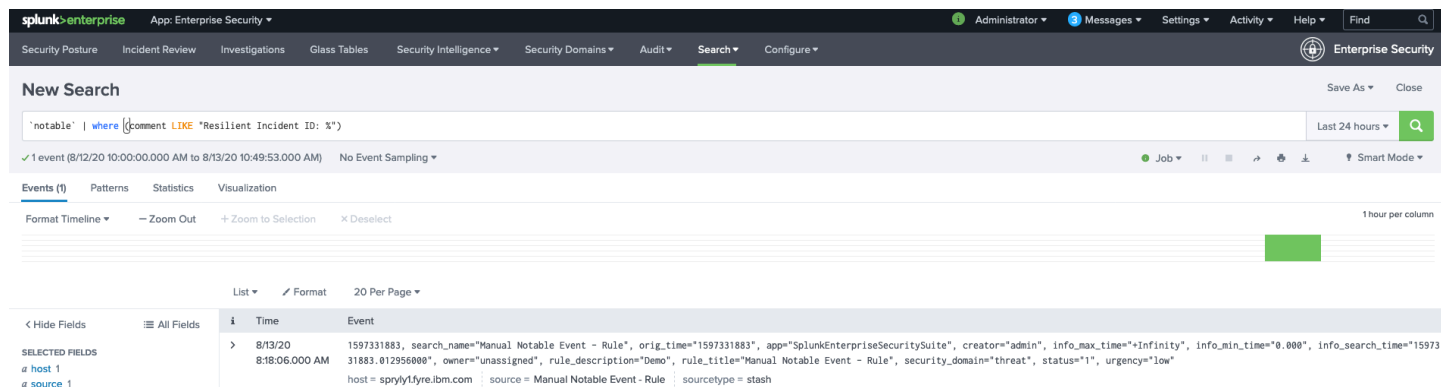 splunk>enterprise App: Enterprise Security ▾ i Administrator ▾ 3 Messages ▾ Settings ▾ Activity ▾ Help ▾ Find
Security Posture Incident Review Investigations Glass Tables Security Intelligence ▾ Security Domains ▾ Audit ▾ Search ▾ Configure ▾ Enterprise Security
New Search Save As ▾ Close
`notable` | where (comment LIKE "Resilient Incident ID: %") Last 24 hours ▾
✓ 1 event (8/12/20 10:00:00.000 AM to 8/13/20 10:49:53.000 AM) No Event Sampling ▾ Job ▾ Smart Mode ▾
Events (1) Patterns Statistics Visualization
Format Timeline ▾ – Zoom Out + Zoom to Selection × Deselect 1 hour per column
List ▾ Format 20 Per Page ▾
< Hide Fields All Fields i Time Event
SELECTED FIELDS
a host 1
a source 1
> 8/13/20 8:18:06.000 AM
1597331883, search_name="Manual Notable Event - Rule", orig_time="1597331883", app="SplunkEnterpriseSecuritySuite", creator="admin", info_max_time="+Infinity", info_min_time="0.000", info_search_time="15973
31883.012956000", owner="unassigned", rule_description="Demo", rule_title="Manual Notable Event - Rule", security_domain="threat", status="1", urgency="low"
host = spryly1.fyre.ibm.com source = Manual Notable Event - Rule sourcetype = stash